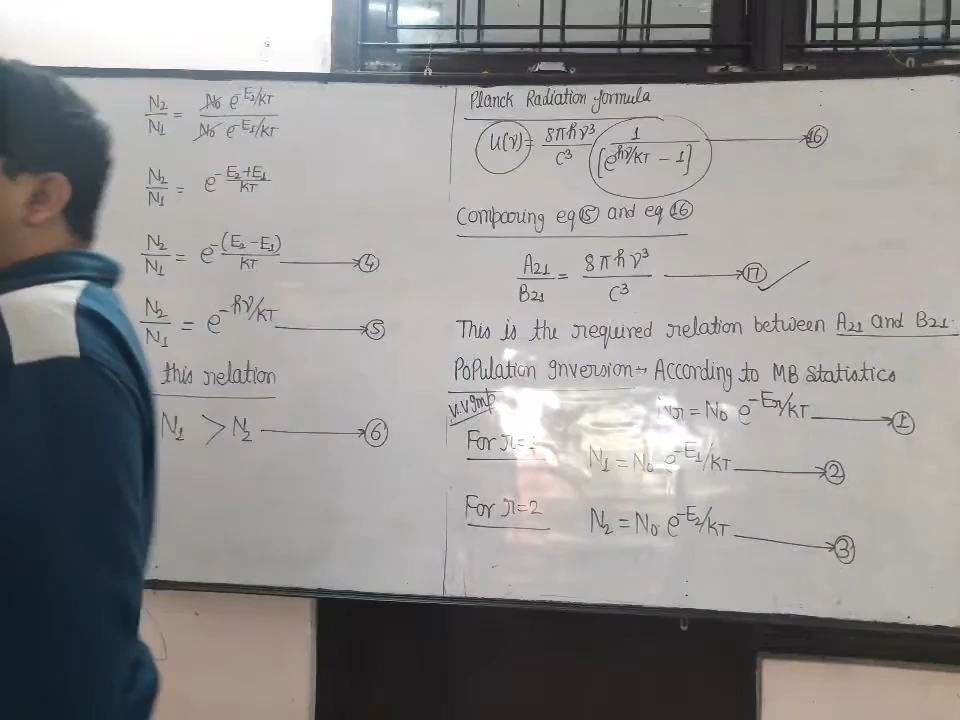 N₂/N₁ = N₀ e^-E₂/KT / N₀ e^-E₁/KT
N₂/N₁ = e^- E₂+E₁/KT
N₂/N₁ = e^-(E₂-E₁)/KT → ④
N₂/N₁ = e^-hν/KT → ⑤
this relation
N₁ > N₂ → ⑥
Planck Radiation formula
u(ν) = 8πhν³/C³ 1/[e^hν/KT - 1] → ⑯
Comparing eq ⑮ and eq ⑯
A₂₁/B₂₁ = 8πhν³/C³ → ⑰ ✓
This is the required relation between A₂₁ and B₂₁.
Population Inversion → According to MB statistics
V.V Imp
Nr = N₀ e^-Er/KT → ①
For r=
N₁ = N₀ e^-E₁/KT → ②
For r=2
N₂ = N₀ e^-E₂/KT → ③